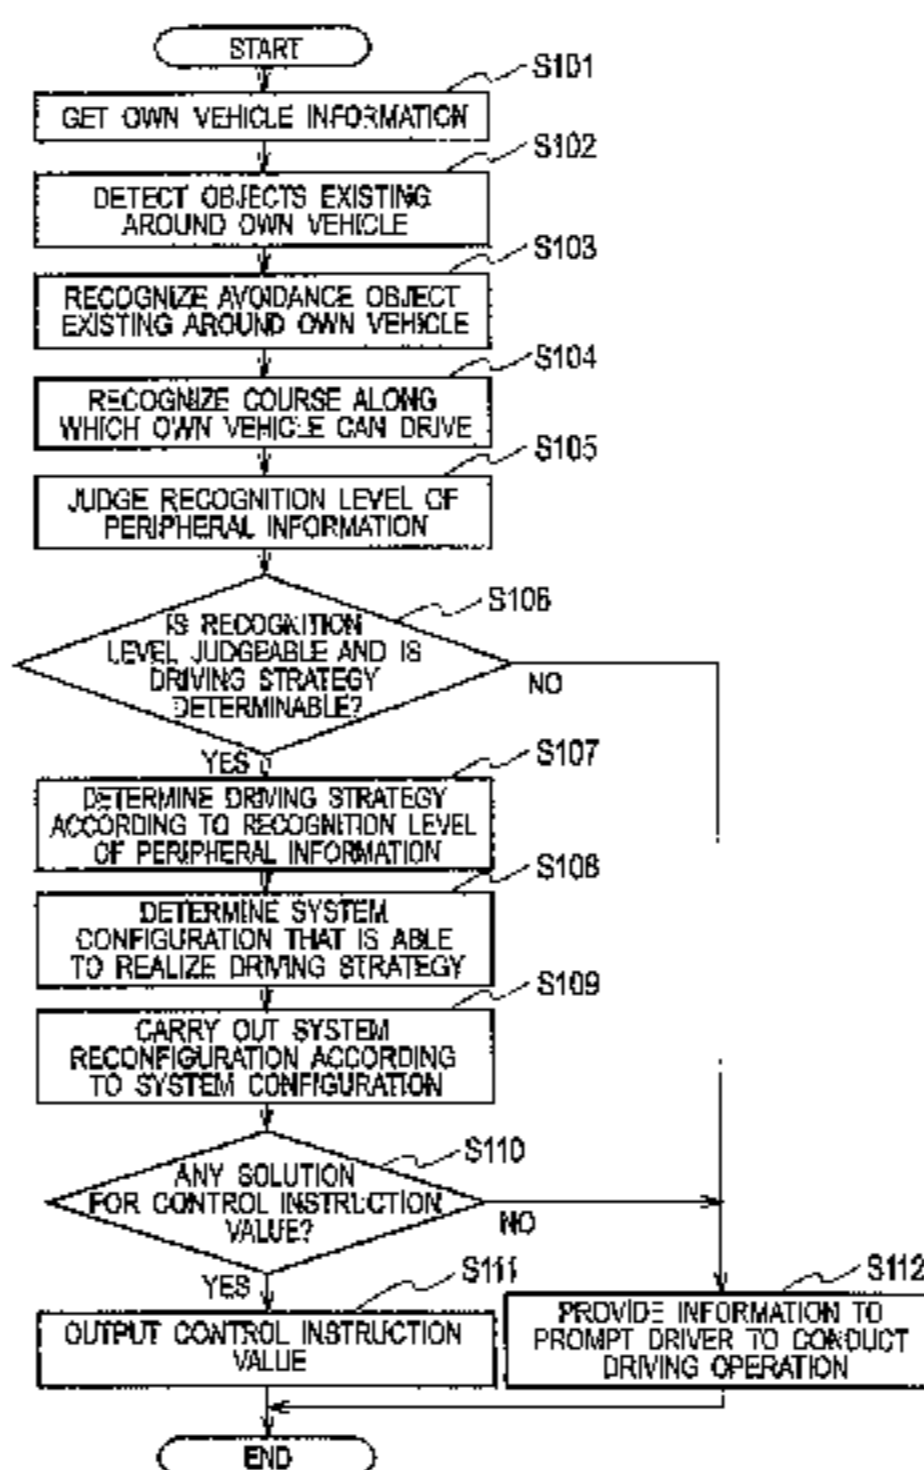 START
S101
GET OWN VEHICLE INFORMATION
S102
DETECT OBJECTS EXISTING
AROUND OWN VEHICLE
S103
RECOGNIZE AVOIDANCE OBJECT
EXISTING AROUND OWN VEHICLE
S104
RECOGNIZE COURSE ALONG
WHICH OWN VEHICLE CAN DRIVE
S105
JUDGE RECOGNITION LEVEL OF
PERIPHERAL INFORMATION
S106
IS RECOGNITION
LEVEL JUDGEABLE AND IS
DRIVING STRATEGY
DETERMINABLE?
NO
YES
S107
DETERMINE DRIVING STRATEGY
ACCORDING TO RECOGNITION LEVEL
OF PERIPHERAL INFORMATION
S108
DETERMINE SYSTEM
CONFIGURATION THAT IS ABLE
TO REALIZE DRIVING STRATEGY
S109
CARRY OUT SYSTEM
RECONFIGURATION ACCORDING
TO SYSTEM CONFIGURATION
S110
ANY SOLUTION
FOR CONTROL INSTRUCTION
VALUE?
NO
YES
S111
OUTPUT CONTROL INSTRUCTION
VALUE
S112
PROVIDE INFORMATION TO
PROMPT DRIVER TO CONDUCT
DRIVING OPERATION
END